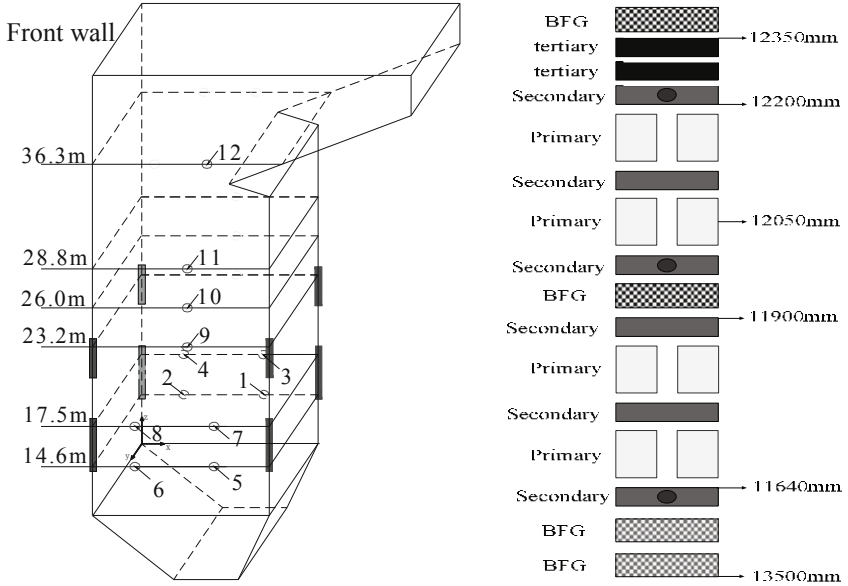 Front wall
36.3m
12
28.8m
11
26.0m
10
23.2m
9
4
3
2
1
17.5m
8
7
z
x
y
14.6m
6
5
BFG
12350mm
tertiary
tertiary
Secondary
12200mm
Primary
Secondary
Primary
12050mm
Secondary
BFG
11900mm
Secondary
Primary
Secondary
Primary
11640mm
Secondary
BFG
BFG
13500mm